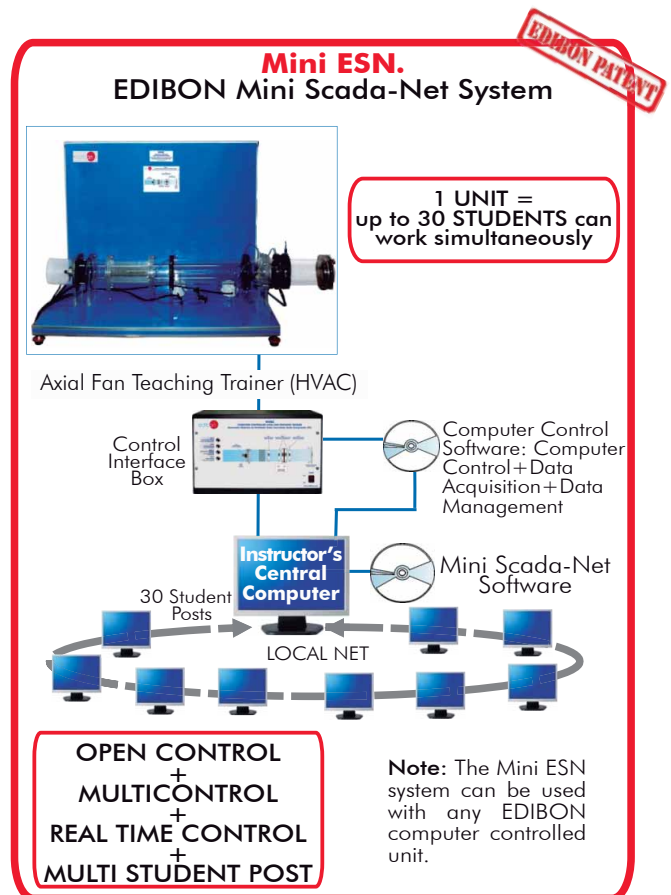 EDIBON PATENT
Mini ESN.
EDIBON Mini Scada-Net System
1 UNIT =
up to 30 STUDENTS can
work simultaneously
Axial Fan Teaching Trainer (HVAC)
Control
Interface
Box
Computer Control
Software: Computer
Control+Data
Acquisition+Data
Management
Instructor's
Central
Computer
Mini Scada-Net
Software
30 Student
Posts
LOCAL NET
OPEN CONTROL
+
MULTICONTROL
+
REAL TIME CONTROL
+
MULTI STUDENT POST
Note: The Mini ESN
system can be used
with any EDIBON
computer controlled
unit.